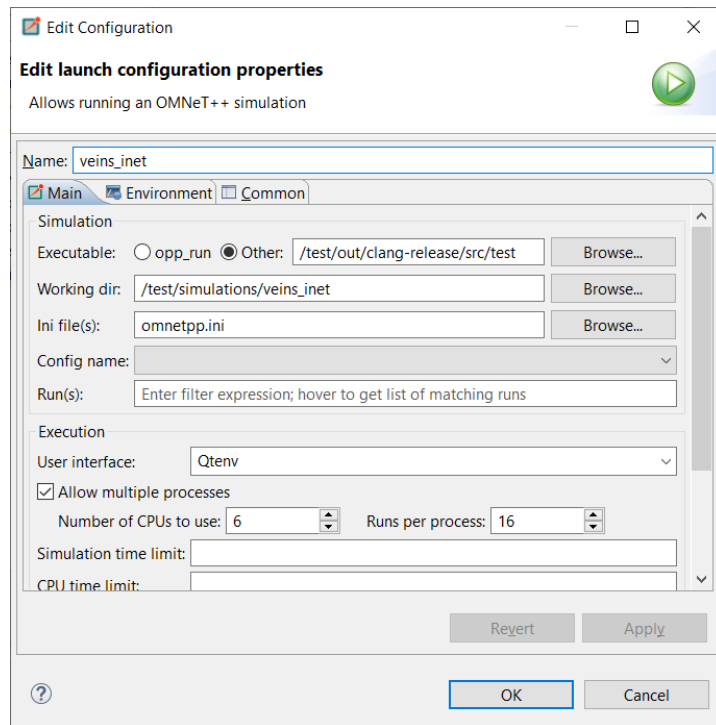 Edit Configuration
Edit launch configuration properties
Allows running an OMNeT++ simulation
Name: veins_inet
Main Environment Common
Simulation
Executable: opp_run Other: /test/out/clang-release/src/test Browse...
Working dir: /test/simulations/veins_inet Browse...
Ini file(s): omnetpp.ini Browse...
Config name:
Run(s): Enter filter expression; hover to get list of matching runs
Execution
User interface: Qtenv
Allow multiple processes
Number of CPUs to use: 6 Runs per process: 16
Simulation time limit:
CPU time limit:
Revert Apply
? OK Cancel